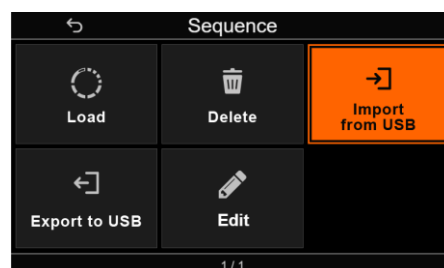 Sequence
Load
Delete
Import
from USB
Export to USB
Edit
1/1